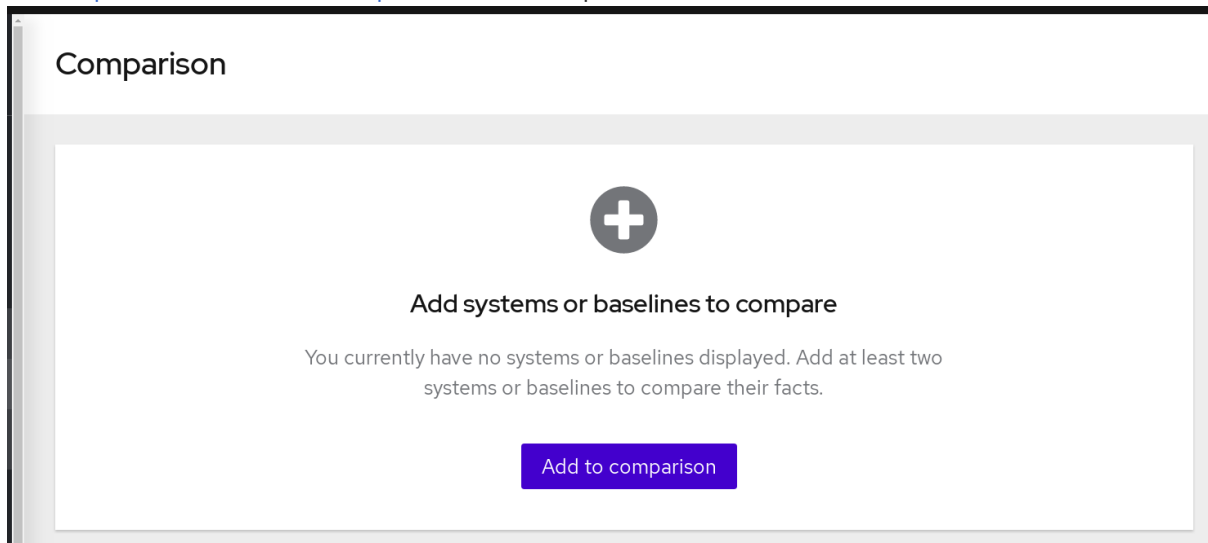 Comparison
Add systems or baselines to compare
You currently have no systems or baselines displayed. Add at least two
systems or baselines to compare their facts.
Add to comparison